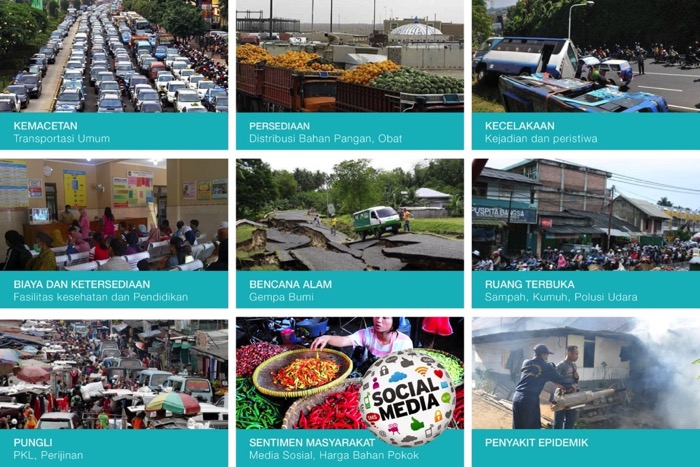 KEMACETAN
Transportasi Umum
PERSEDIAAN
Distribusi Bahan Pangan, Obat
KECELAKAAN
Kejadian dan peristiwa
BIAYA DAN KETERSEDIAAN
Fasilitas kesehatan dan Pendidikan
BENCANA ALAM
Gempa Bumi
PUSPITA
RUANG TERBUKA
Sampah, Kumuh, Polusi Udara
PUNGLI
PKL, Perijinan
SOCIAL
MEDIA
SENTIMEN MASYARAKAT
Media Sosial, Harga Bahan Pokok
PENYAKIT EPIDEMIK